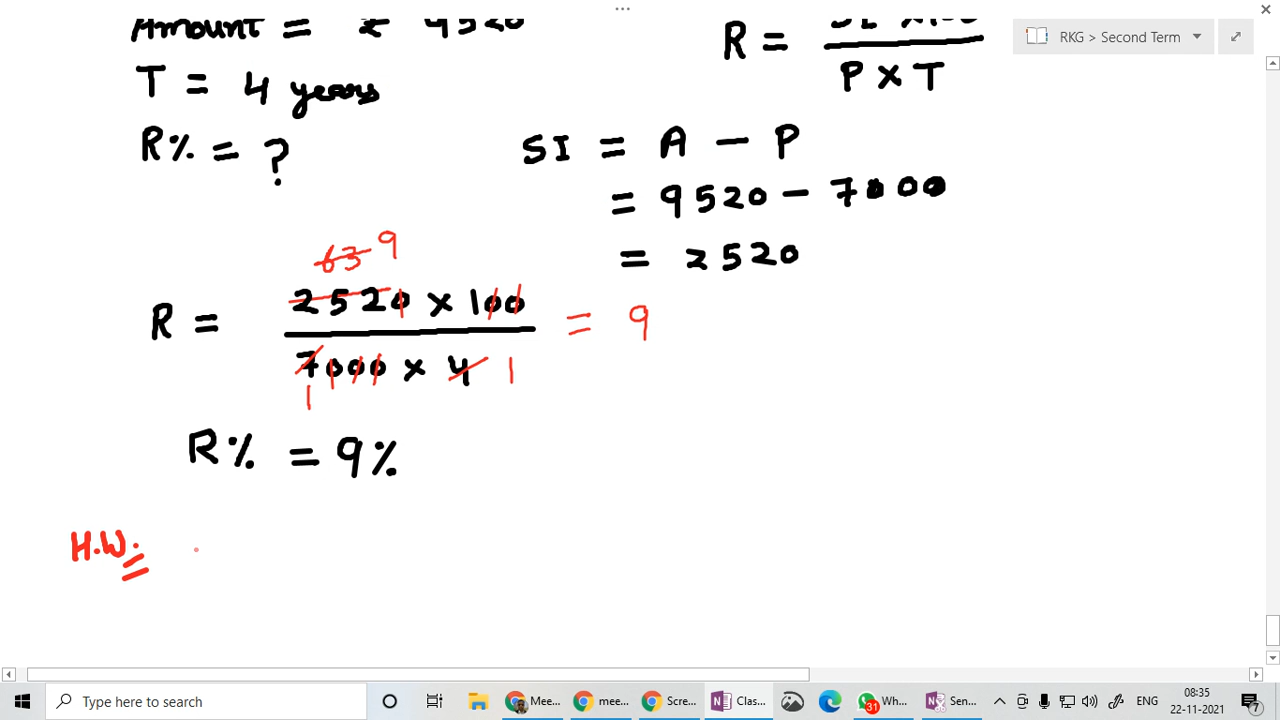 Amount = ₹ 9520
R = SI ×100
P × T
RKG > Second Term
T = 4 years
R% = ?
SI = A − P
= 9520 − 7000
= 2520
63 9
R = 2520 × 100 = 9
7000 × 4 1
1
R% = 9%
H.W.
Type here to search
Mee...
mee...
Scre...
Clas...
31
Wh...
Sen...
ENG
08:35
22-11-2021
7